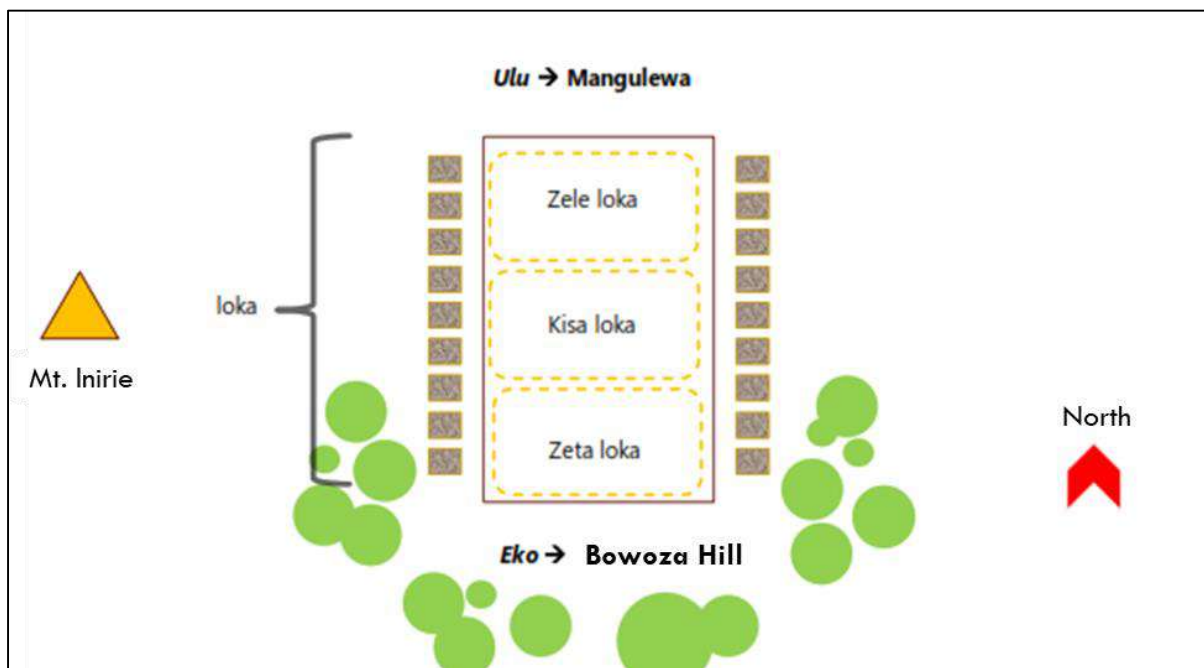 Ulu → Mangulewa
Zele loka
loka
Kisa loka
Mt. Inirie
North
Zeta loka
Eko → Bowoza Hill